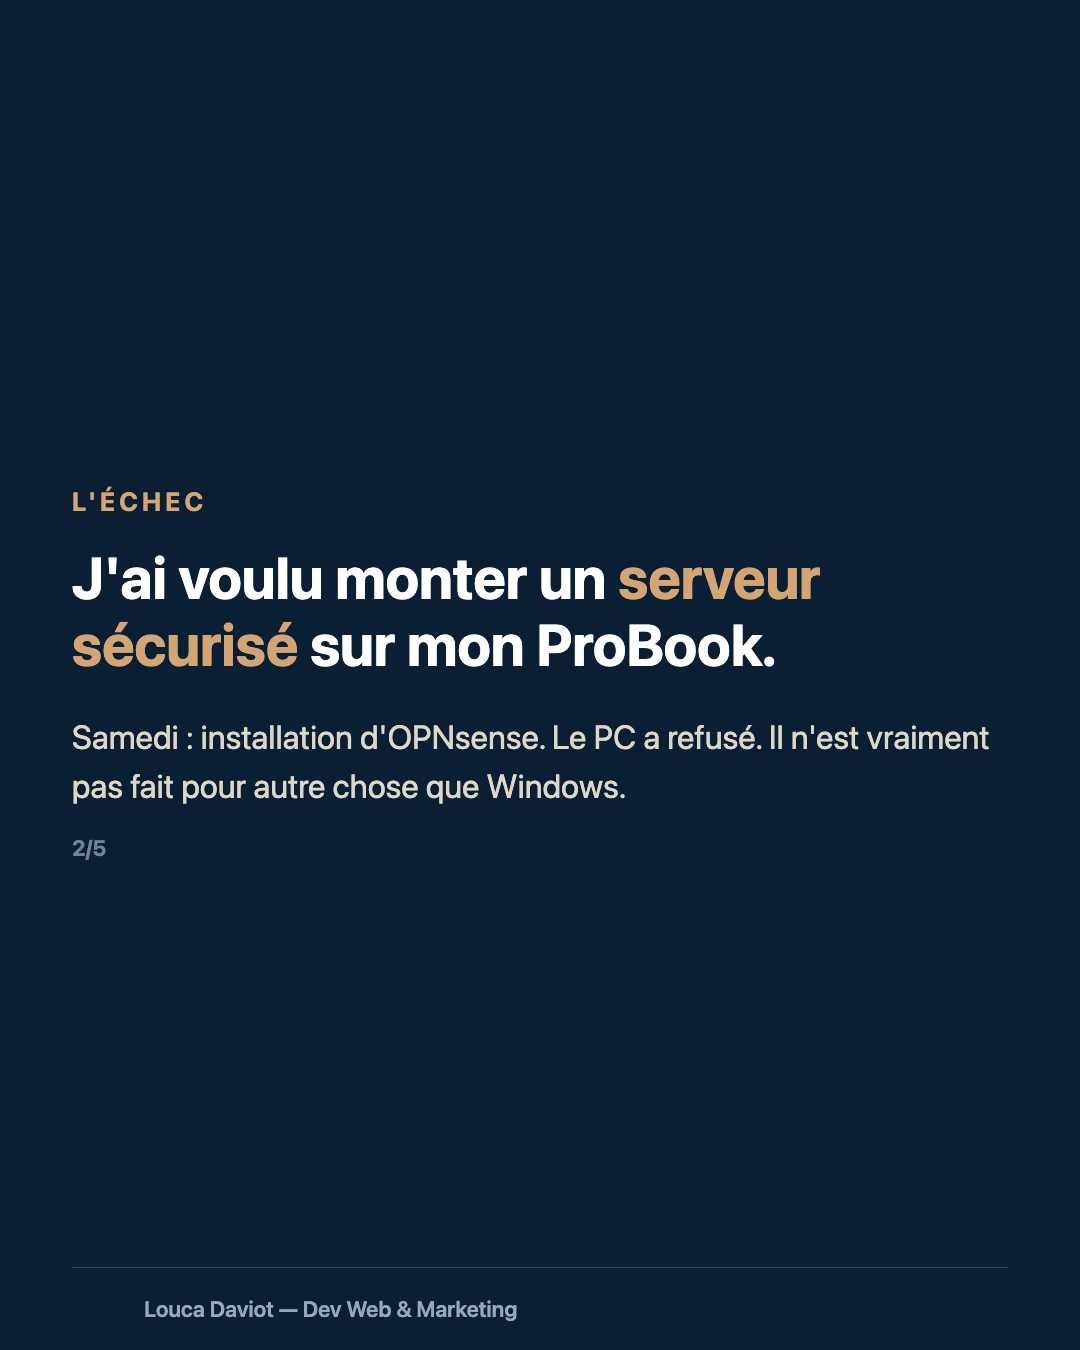 L'ÉCHEC
J'ai voulu monter un serveur
sécurisé sur mon ProBook.
Samedi : installation d'OPNsense. Le PC a refusé. Il n'est vraiment
pas fait pour autre chose que Windows.
2/5
Louca Daviot — Dev Web & Marketing